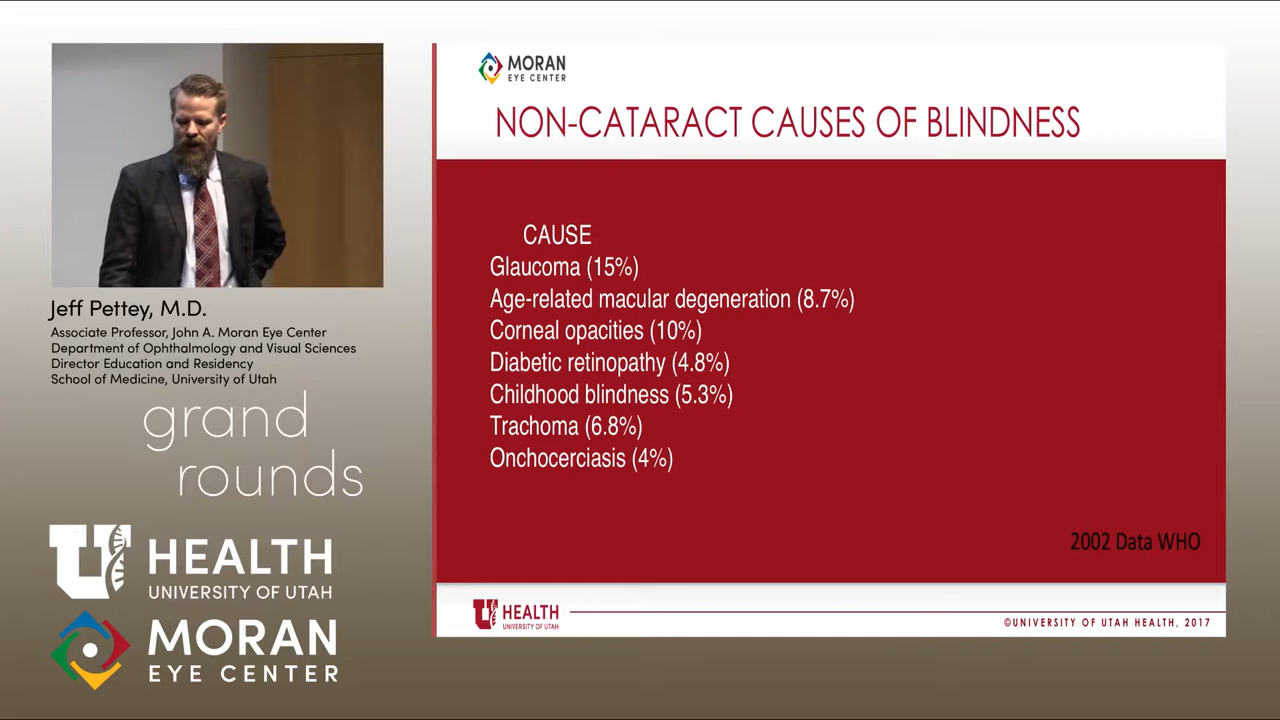 Jeff Pettey, M.D.
Associate Professor, John A. Moran Eye Center
Department of Ophthalmology and Visual Sciences
Director Education and Residency
School of Medicine, University of Utah
grand
rounds
U HEALTH
UNIVERSITY OF UTAH
MORAN
EYE CENTER
MORAN
EYE CENTER
NON-CATARACT CAUSES OF BLINDNESS
CAUSE
Glaucoma (15%)
Age-related macular degeneration (8.7%)
Corneal opacities (10%)
Diabetic retinopathy (4.8%)
Childhood blindness (5.3%)
Trachoma (6.8%)
Onchocerciasis (4%)
2002 Data WHO
U HEALTH
UNIVERSITY OF UTAH
©UNIVERSITY OF UTAH HEALTH, 2017